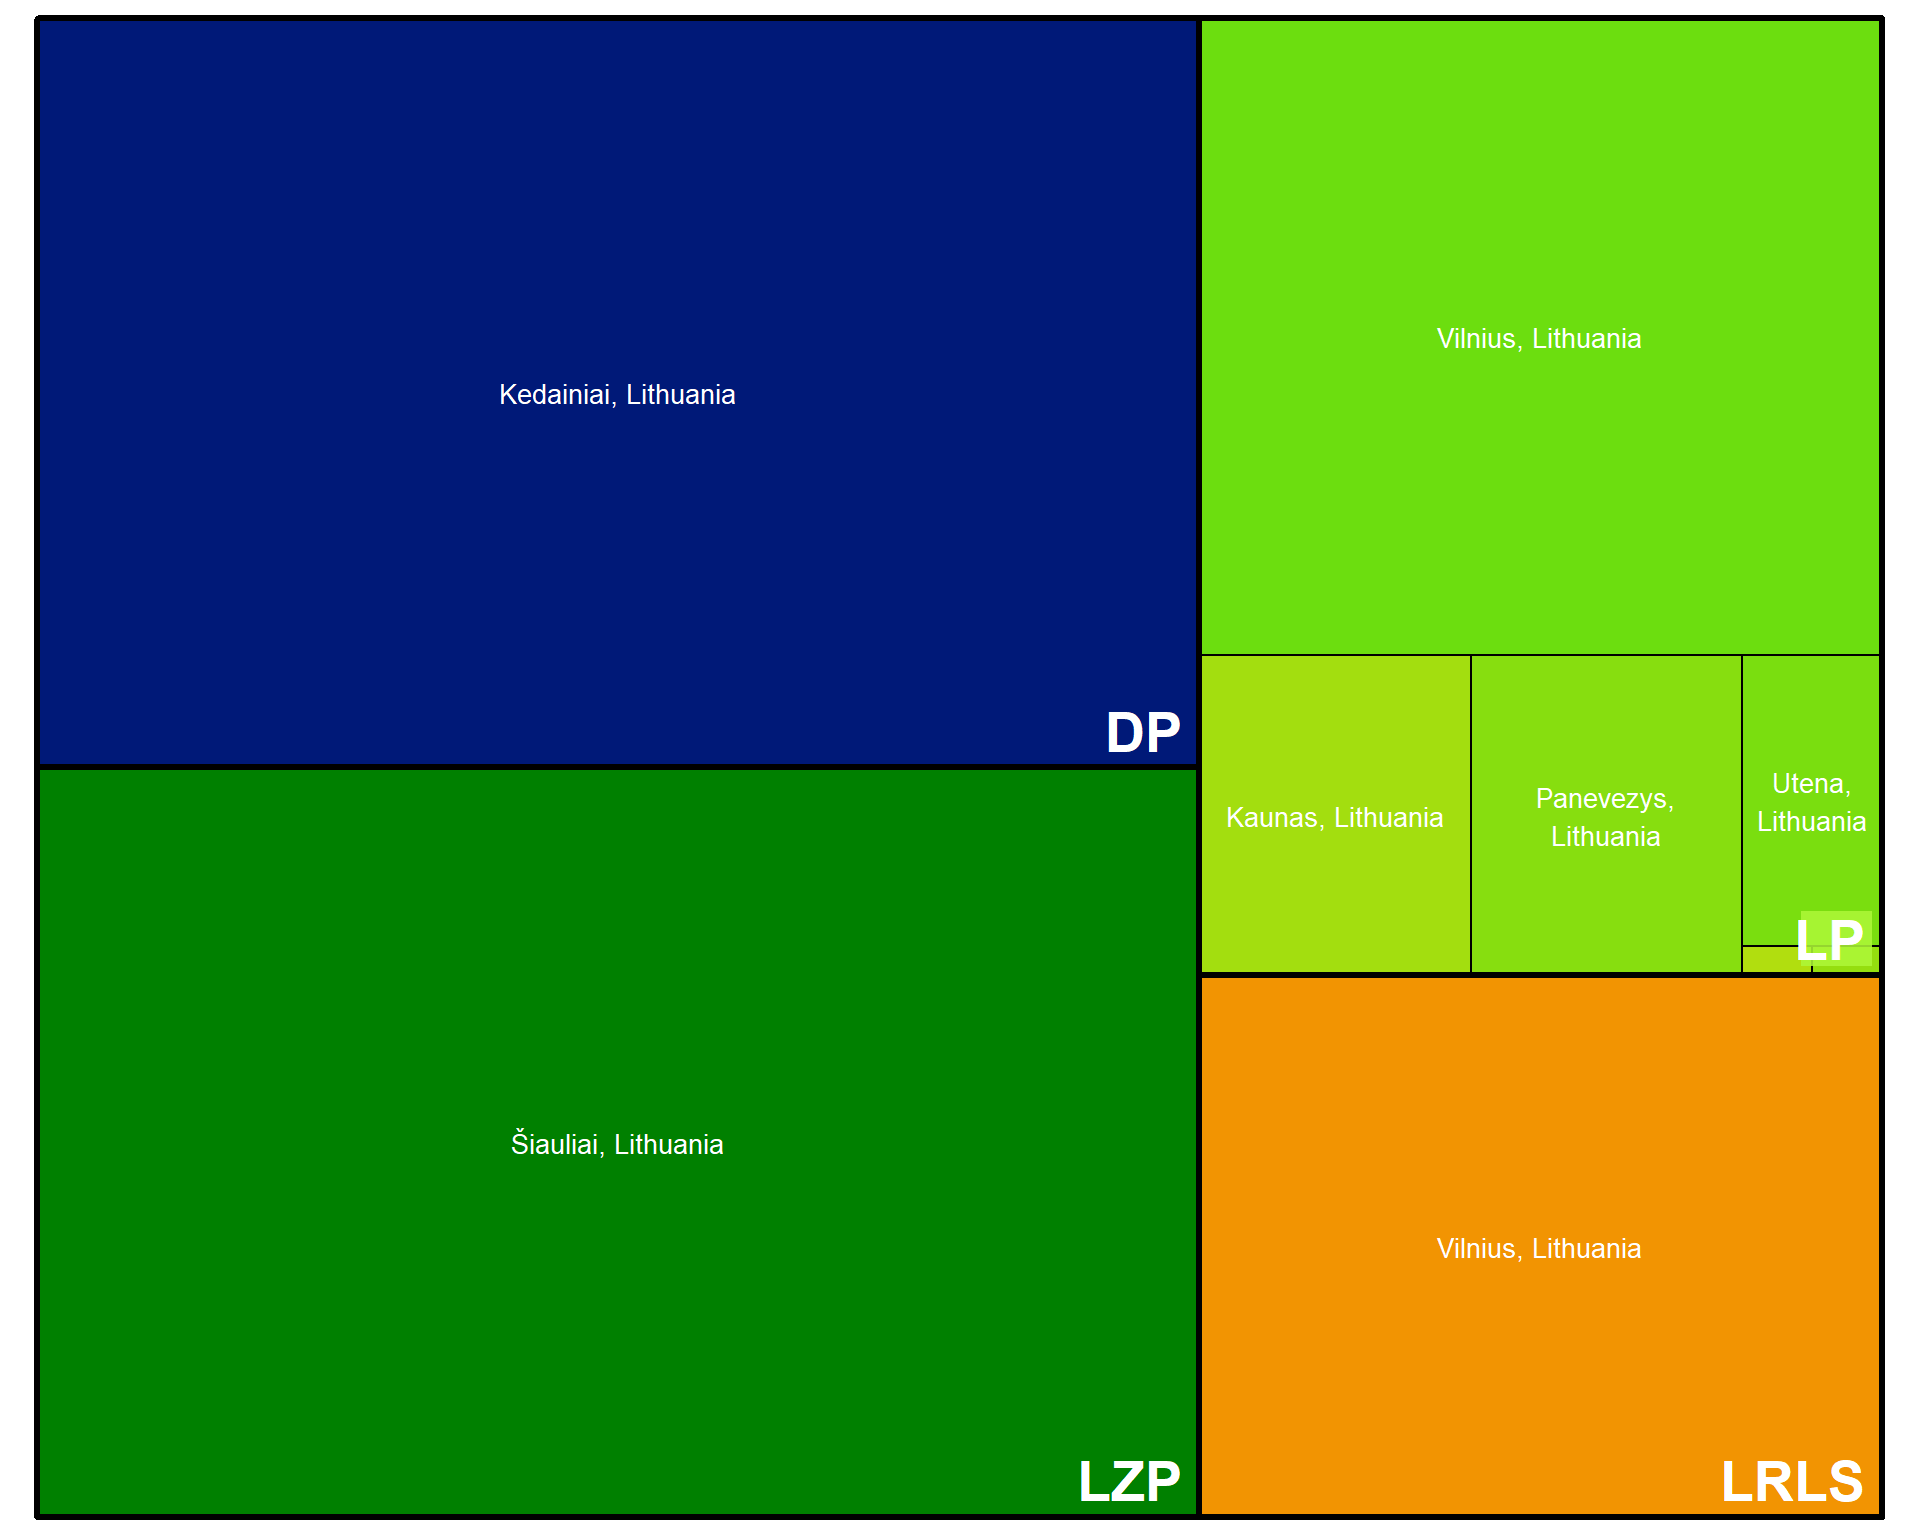 Kedainiai, Lithuania
DP
Šiauliai, Lithuania
LZP
Vilnius, Lithuania
Kaunas, Lithuania
Panevezys,
Lithuania
Utena,
Lithuania
LP
Vilnius, Lithuania
LRLS